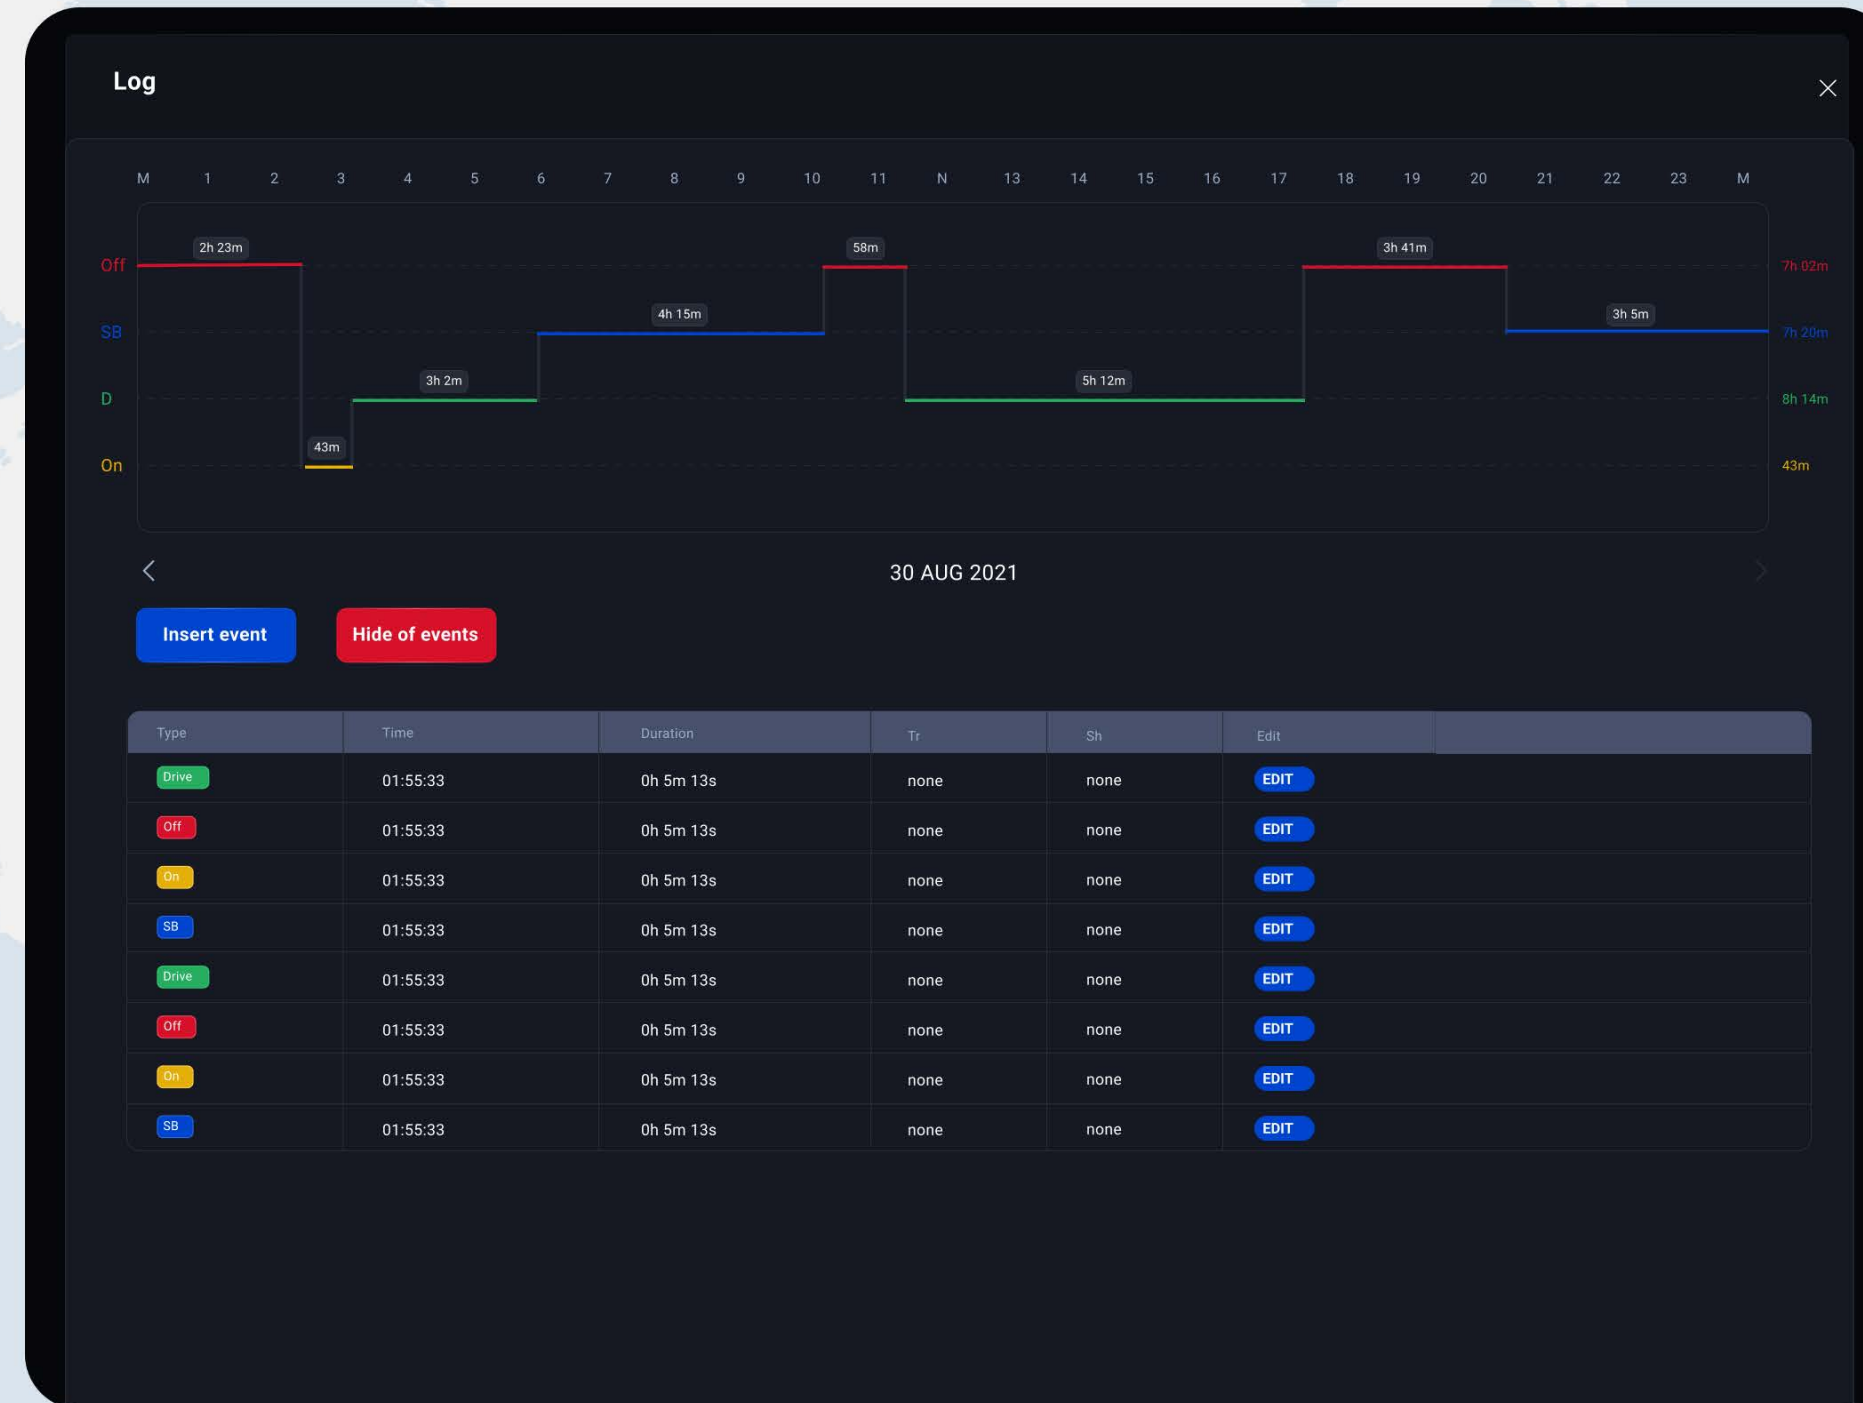 Log
M 1 2 3 4 5 6 7 8 9 10 11 N 13 14 15 16 17 18 19 20 21 22 23 M
2h 23m 58m 3h 41m
Off 7h 02m
4h 15m 3h 5m
SB 7h 20m
3h 2m 5h 12m
D 8h 14m
43m
On 43m
30 AUG 2021
Insert event Hide of events
Type Time Duration Tr Sh Edit
Drive 01:55:33 0h 5m 13s none none EDIT
Off 01:55:33 0h 5m 13s none none EDIT
On 01:55:33 0h 5m 13s none none EDIT
SB 01:55:33 0h 5m 13s none none EDIT
Drive 01:55:33 0h 5m 13s none none EDIT
Off 01:55:33 0h 5m 13s none none EDIT
On 01:55:33 0h 5m 13s none none EDIT
SB 01:55:33 0h 5m 13s none none EDIT